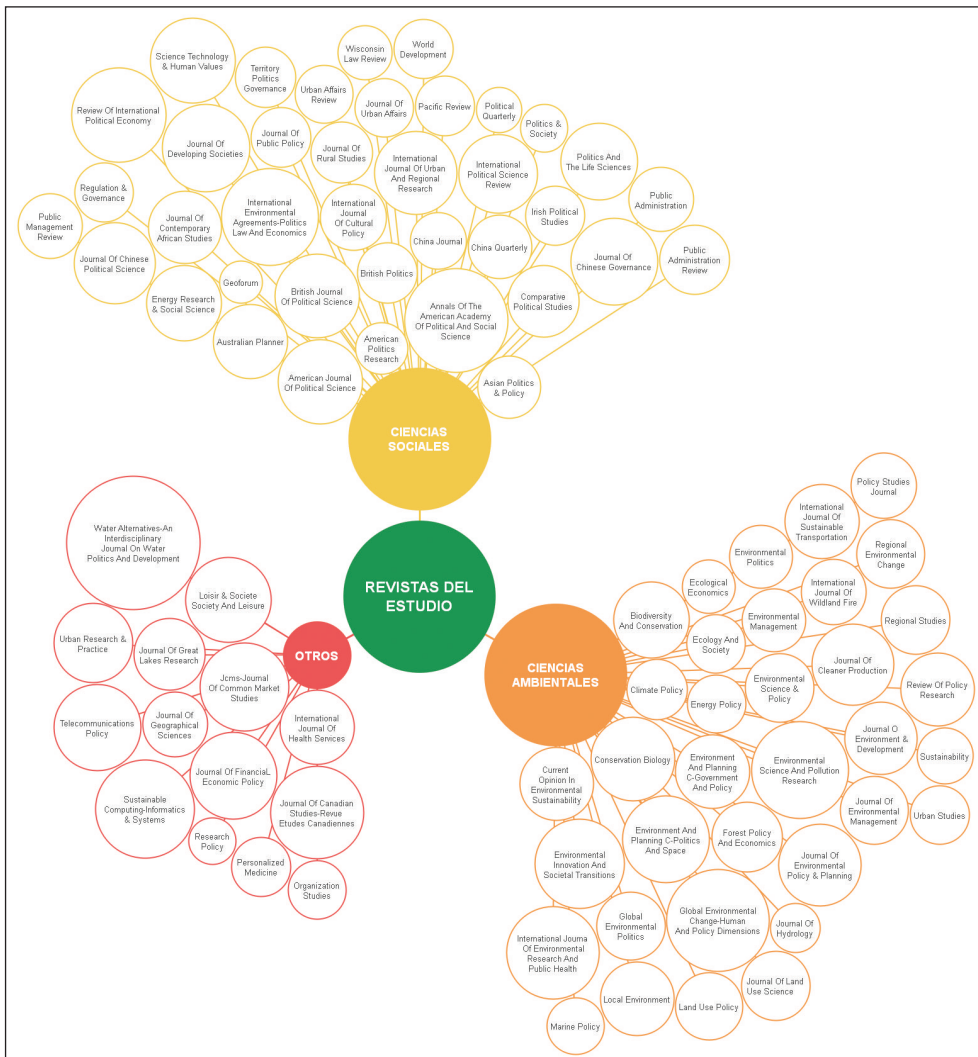 Science Technology
& Human Values
Territory
Politics
Governance
Wisconsin
Law Review
World
Development
Review Of International
Political Economy
Urban Affairs
Review
Journal Of
Urban Affairs
Pacific Review
Political
Quarterly
Politics &
Society
Journal Of
Developing Societies
Journal Of
Public Policy
Journal Of
Rural Studies
International
Journal Of Urban
And Regional
Research
International
Political Science
Review
Politics And
The Life Sciences
Regulation &
Governance
Public
Management
Review
Journal Of
Contemporary
African Studies
International
Environmental
Agreements-Politics
Law And Economics
International
Journal
Of Cultural
Policy
Irish Political
Studies
Public
Administration
Journal Of Chinese
Political Science
China Journal
China Quarterly
Journal Of
Chinese Governance
Public
Administration
Review
Geoforum
British Politics
Energy Research
& Social Science
British Journal
Of Political Science
Annals Of The
American Academy
Of Political And Social
Science
Comparative
Political Studies
Australian Planner
American
Politics
Research
American Journal
Of Political Science
Asian Politics
& Policy
CIENCIAS
SOCIALES
REVISTAS DEL
ESTUDIO
Water Alternatives-An
Interdisciplinary
Journal On Water
Politics And Development
Loisir & Societe
Society And Leisure
Urban Research &
Practice
Journal Of Great
Lakes Research
OTROS
Jcms-Journal
Of Common Market
Studies
Telecommunications
Policy
Journal Of
Geographical
Sciences
International
Journal Of
Health Services
Journal Of FinanciaL
Economic Policy
Sustainable
Computing-Informatics
& Systems
Journal Of Canadian
Studies-Revue
Etudes Canadiennes
Research
Policy
Personalized
Medicine
Organization
Studies
CIENCIAS
AMBIENTALES
Policy Studies
Journal
International
Journal Of
Sustainable
Transportation
Environmental
Politics
Regional
Environmental
Change
Ecological
Economics
International
Journal Of
Wildland Fire
Biodiversity
And Conservation
Environmental
Management
Regional Studies
Ecology And
Society
Journal Of
Cleaner Production
Climate Policy
Environmental
Science &
Policy
Review Of Policy
Research
Energy Policy
Journal O
Environment &
Development
Conservation Biology
Environment
And Planning
C-Government
And Policy
Environmental
Science And Pollution
Research
Sustainability
Current
Opinion In
Environmental
Sustainability
Journal Of
Environmental
Management
Urban Studies
Environment And
Planning C-Politics
And Space
Forest Policy
And Economics
Environmental
Innovation And
Societal Transitions
Journal Of
Environmental
Policy & Planning
Global
Environmental
Politics
Global Environmental
Change-Human
And Policy Dimensions
Journal Of
Hydrology
International Journa
Of Environmental
Research And
Public Health
Journal Of Land
Use Science
Local Environment
Land Use Policy
Marine Policy